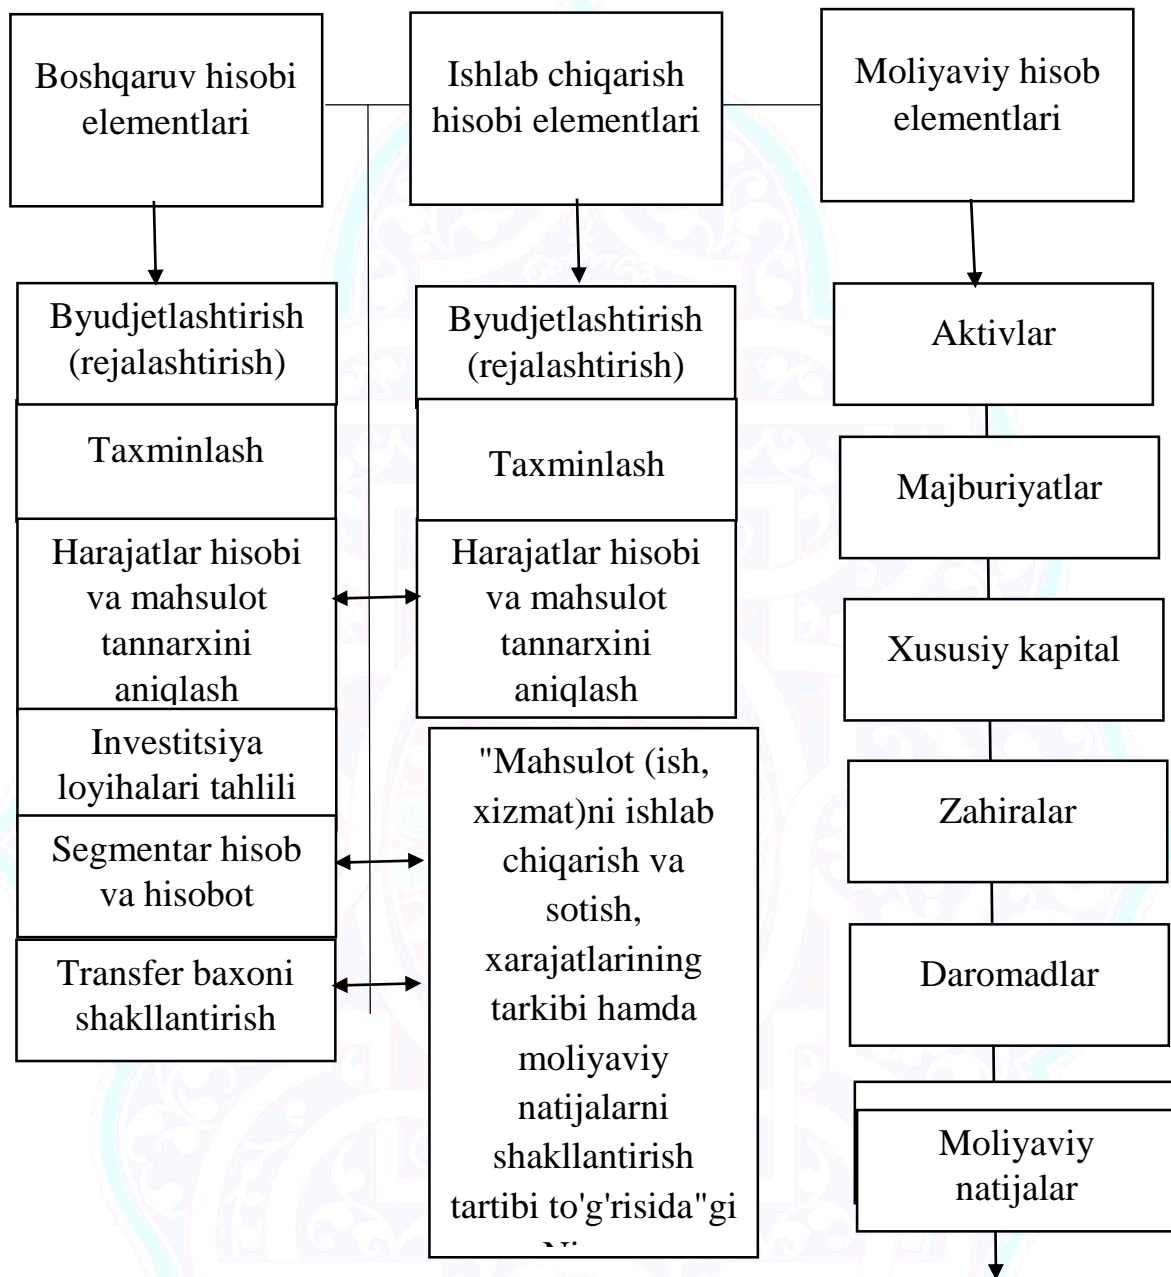 Boshqaruv hisobi
elementlari
Ishlab chiqarish
hisobi elementlari
Moliyaviy hisob
elementlari
Byudjetlashtirish
(rejalashtirish)
Taxminlash
Harajatlar hisobi
va mahsulot
tannarxini
aniqlash
Investitsiya
loyihalari tahlili
Segmentar hisob
va hisobot
Transfer baxoni
shakllantirish
Byudjetlashtirish
(rejalashtirish)
Taxminlash
Harajatlar hisobi
va mahsulot
tannarxini
aniqlash
"Mahsulot (ish,
xizmat)ni ishlab
chiqarish va
sotish,
xarajatlarining
tarkibi hamda
moliyaviy
natijalarni
shakllantirish
tartibi to'g'risida"gi
Aktivlar
Majburiyatlar
Xususiy kapital
Zahiralar
Daromadlar
Moliyaviy
natijalar